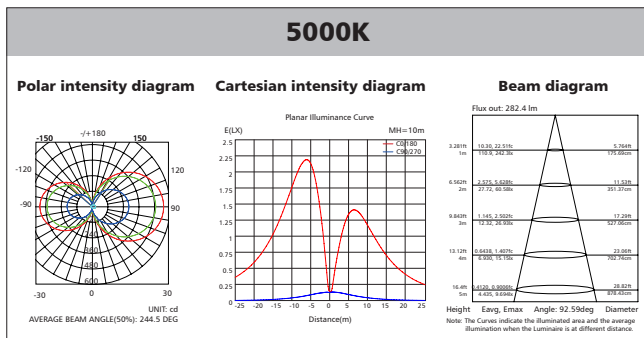 5000K
Polar intensity diagram
Cartesian intensity diagram
Beam diagram
-/+180
-150
150
-120
120
-90
90
240
360
480
600
-30
0
30
UNIT: cd
AVERAGE BEAM ANGLE(50%): 244.5 DEG
Planar Illuminance Curve
E(LX)
MH=10m
C0/180
C90/270
2.5
2.25
2
1.75
1.5
1.25
1
0.75
0.5
0.25
0
-25
-20
-15
-10
-5
0
5
10
15
20
25
Distance(m)
Flux out: 282.4 lm
3.281ft
10.30, 22.51fc
5.764ft
1m
110.9, 242.3lx
175.69cm
6.562ft
2.575, 5.628fc
11.53ft
2m
27.72, 60.58lx
351.37cm
9.843ft
1.145, 2.502fc
17.29ft
3m
12.32, 26.93lx
527.06cm
13.12ft
0.6438, 1.407fc
23.06ft
4m
6.930, 15.15lx
702.74cm
16.4ft
0.4120, 0.9006fc
28.82ft
5m
4.435, 9.694lx
878.43cm
Height
Eavg, Emax
Angle: 92.59deg
Diameter
Note: The Curves indicate the illuminated area and the average
illumination when the Luminaire is at different distance.